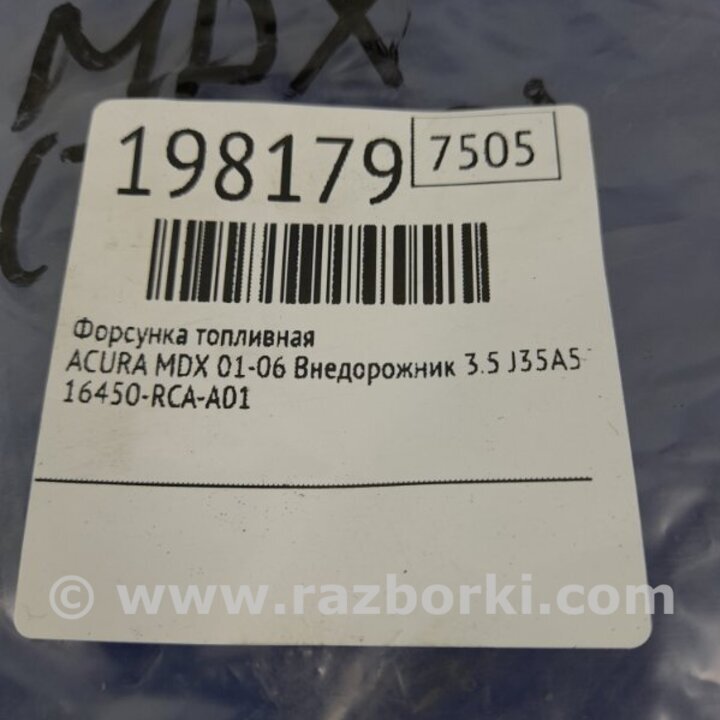 MDX
198179 7505
Форсунка топливная
ACURA MDX 01-06 Внедорожник 3.5 J35A5
16450-RCA-A01
© www.razborki.com